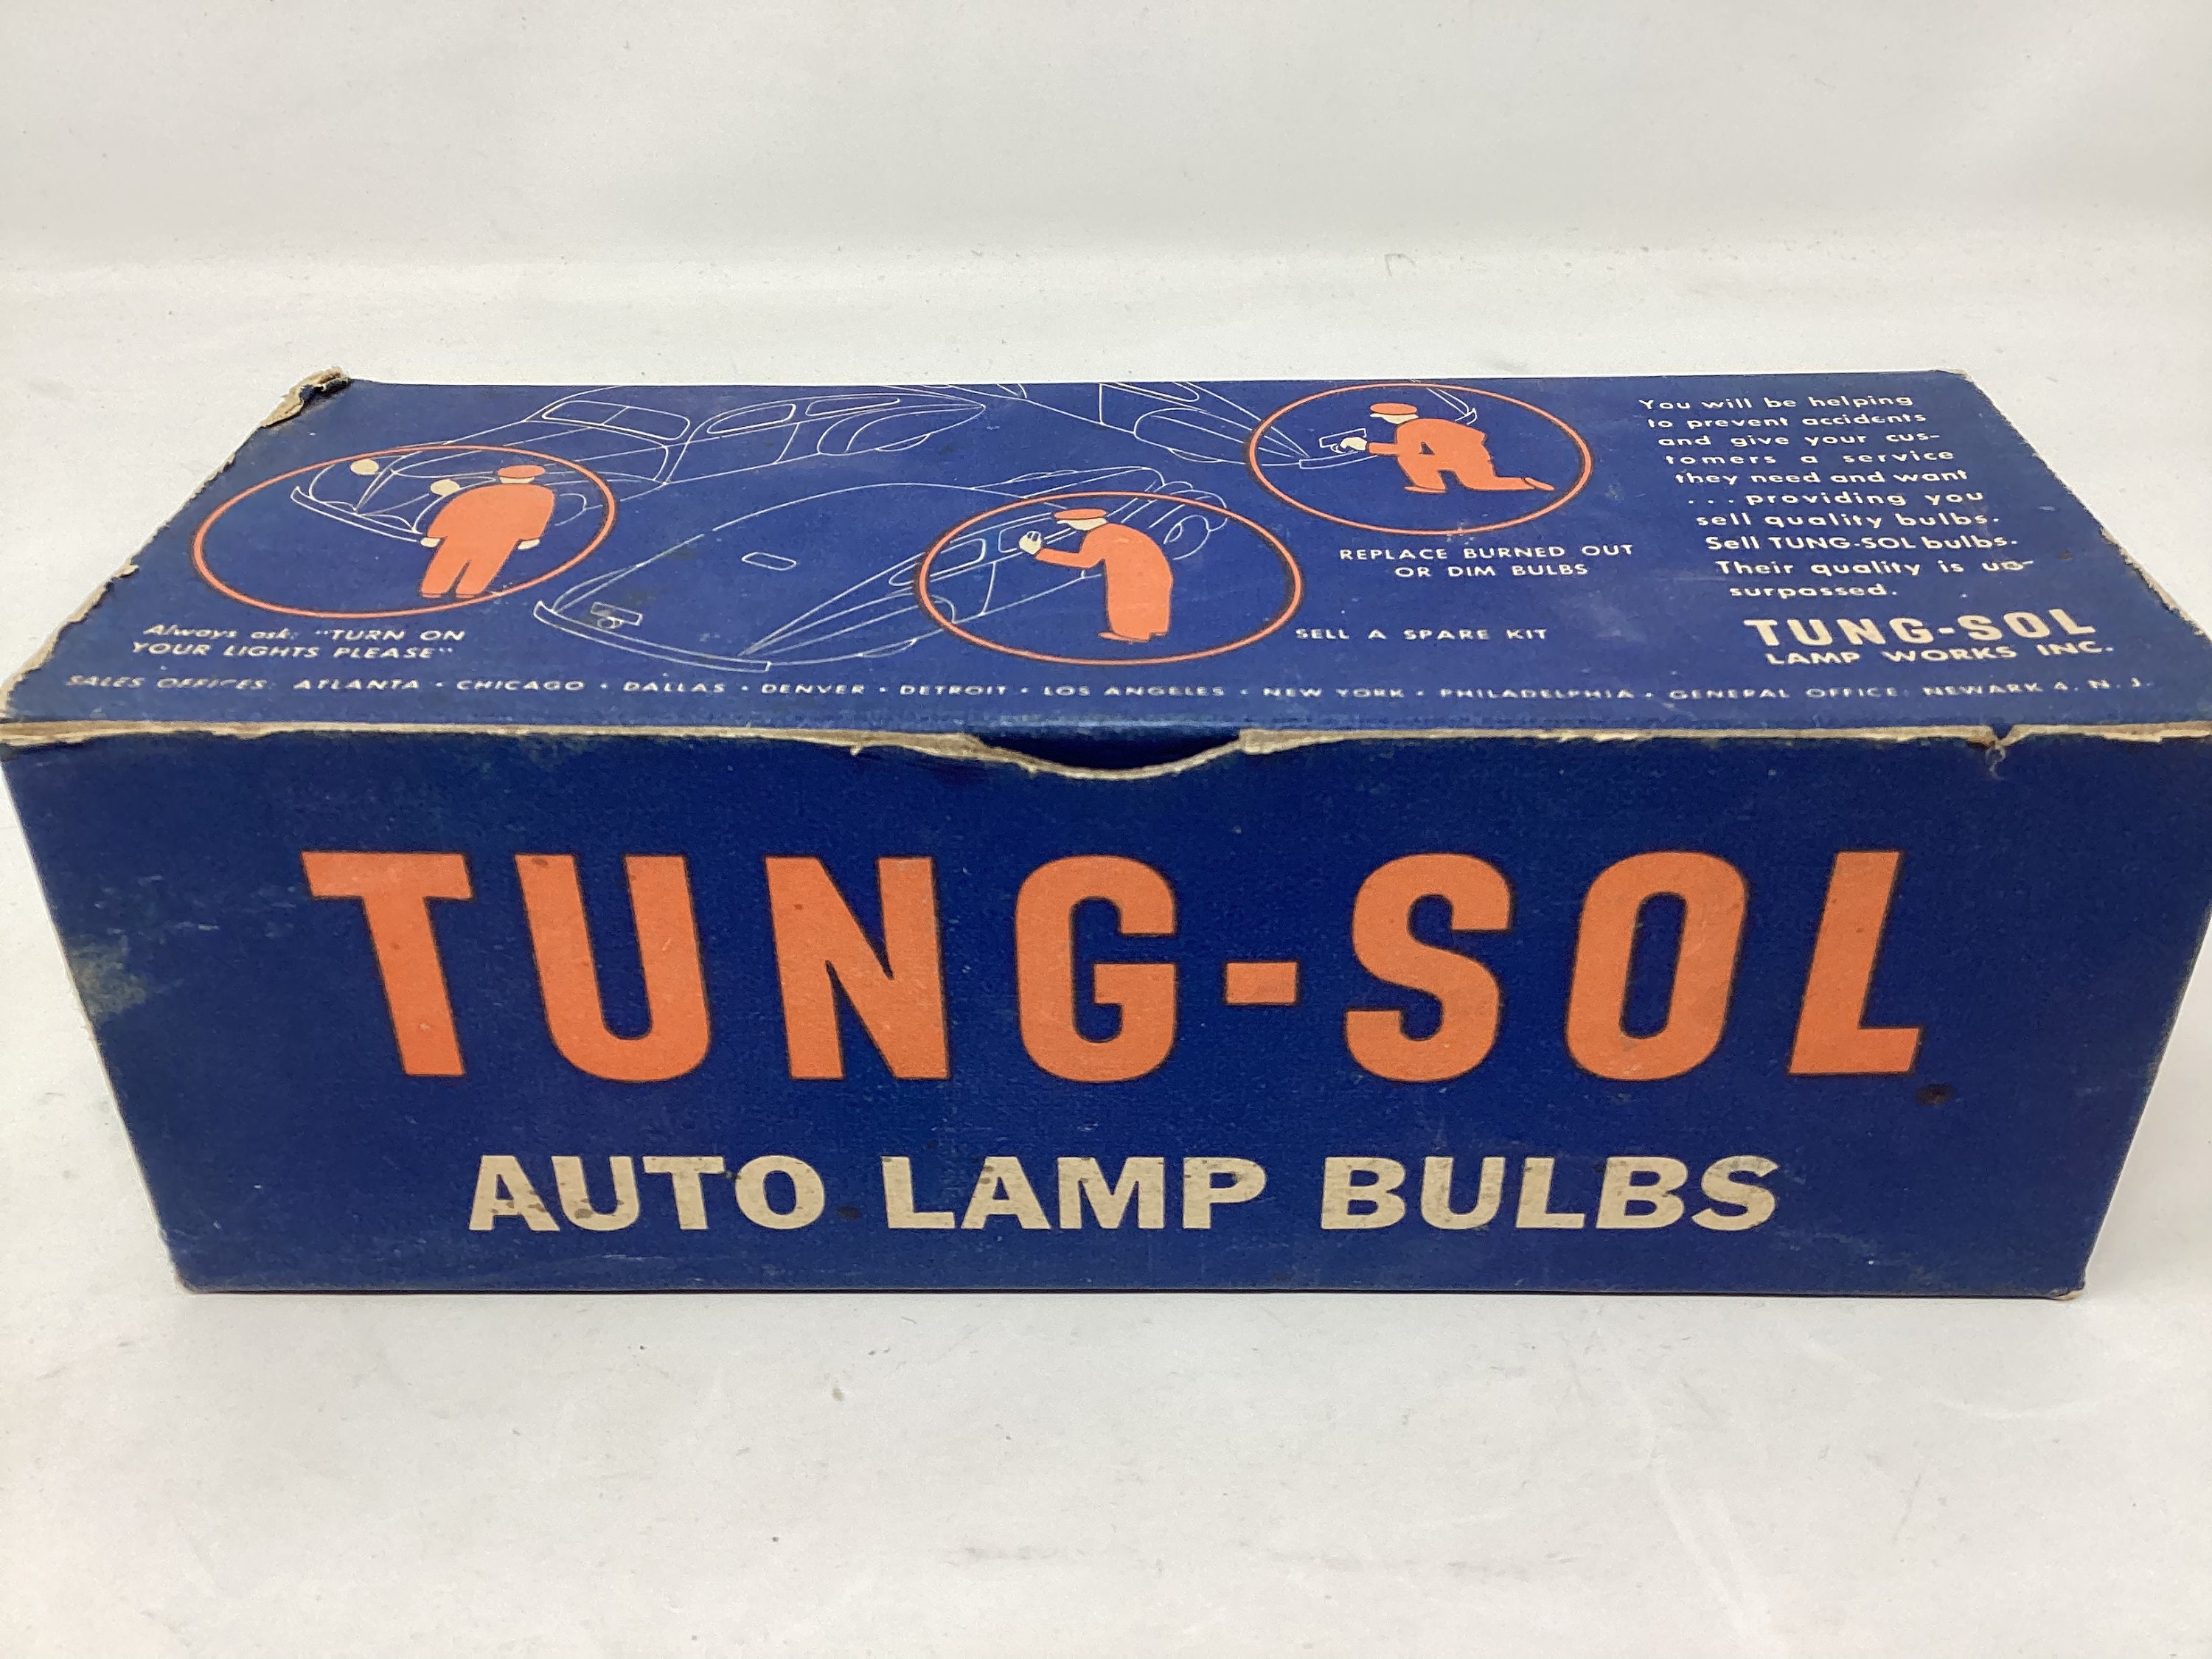 Always ask: "TURN ON
YOUR LIGHTS PLEASE"
REPLACE BURNED OUT
OR DIM BULBS
SELL A SPARE KIT
You will be helping
to prevent accidents
and give your cus-
tomers a service
they need and want
. . . providing you
sell quality bulbs.
Sell TUNG-SOL bulbs.
Their quality is un-
surpassed.
TUNG-SOL
LAMP WORKS INC.
SALES OFFICES: ATLANTA • CHICAGO • DALLAS • DENVER • DETROIT • LOS ANGELES • NEW YORK • PHILADELPHIA • GENERAL OFFICE: NEWARK 4, N. J.
TUNG-SOL
AUTO LAMP BULBS